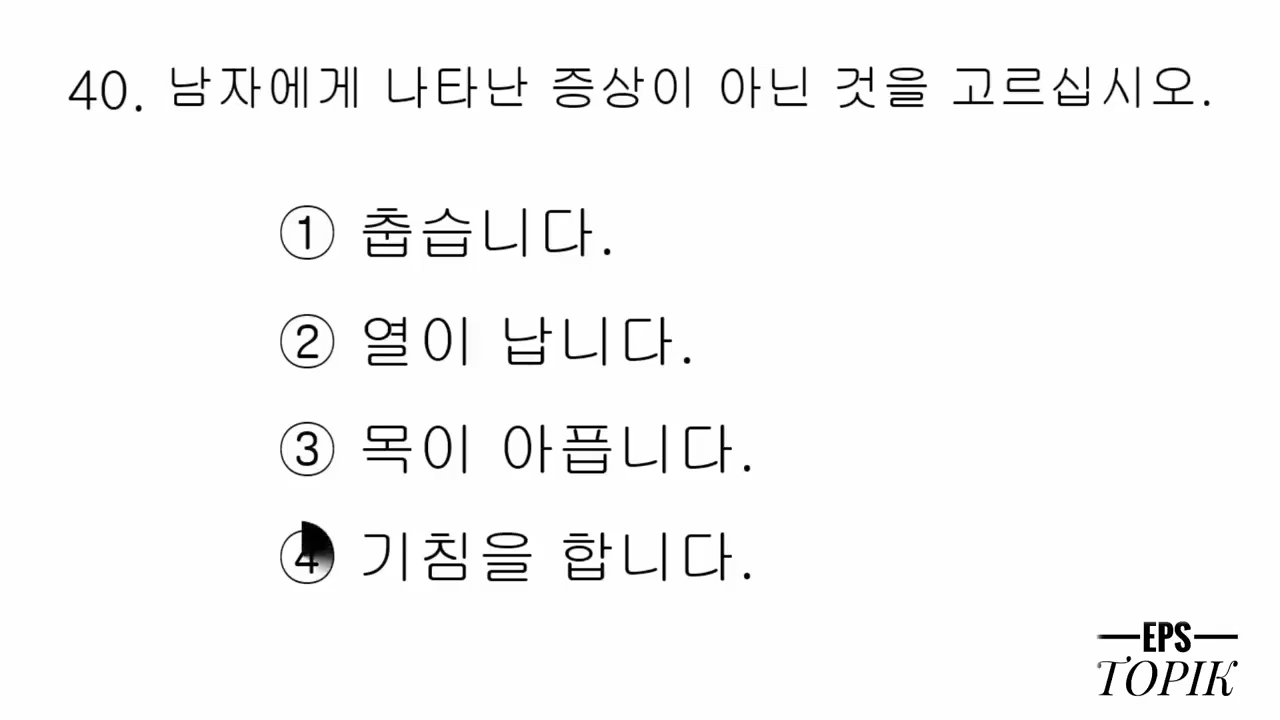 40. 남자에게 나타난 증상이 아닌 것을 고르십시오.
① 춥습니다.
② 열이 납니다.
③ 목이 아픕니다.
④ 기침을 합니다.
EPS
TOPIK